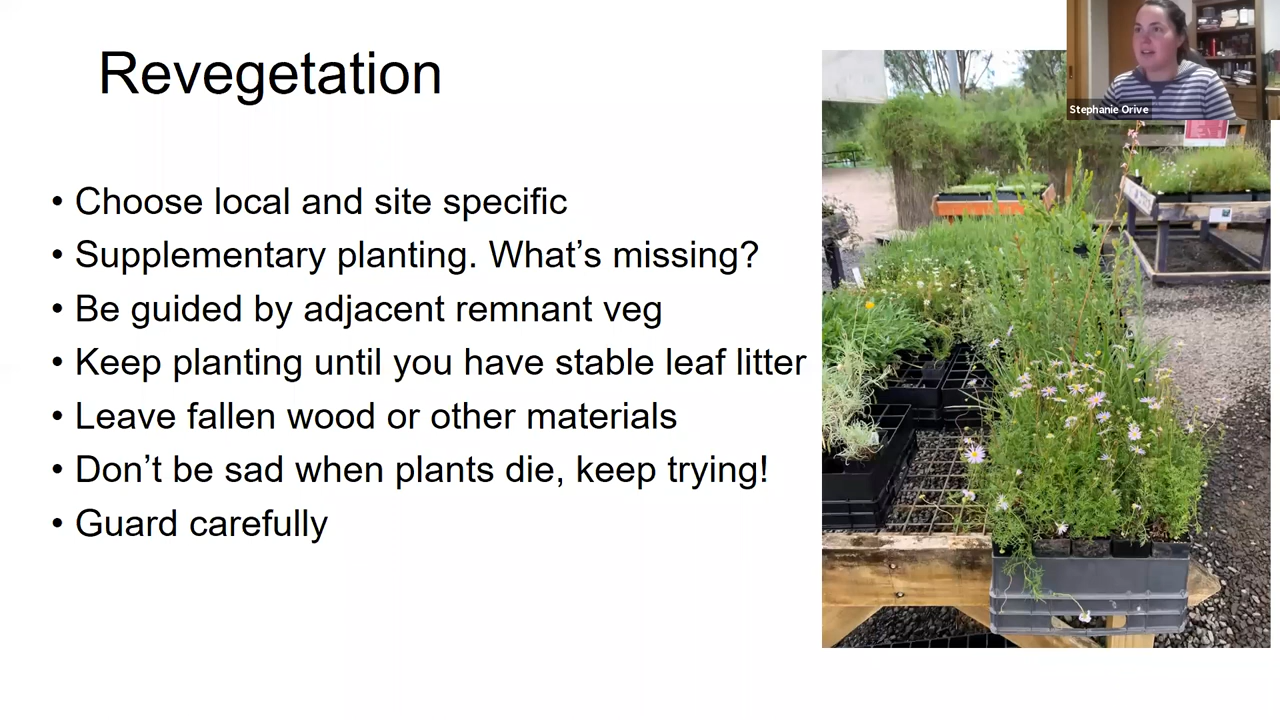 Revegetation
• Choose local and site specific
• Supplementary planting. What’s missing?
• Be guided by adjacent remnant veg
• Keep planting until you have stable leaf litter
• Leave fallen wood or other materials
• Don’t be sad when plants die, keep trying!
• Guard carefully
Stephanie Orive